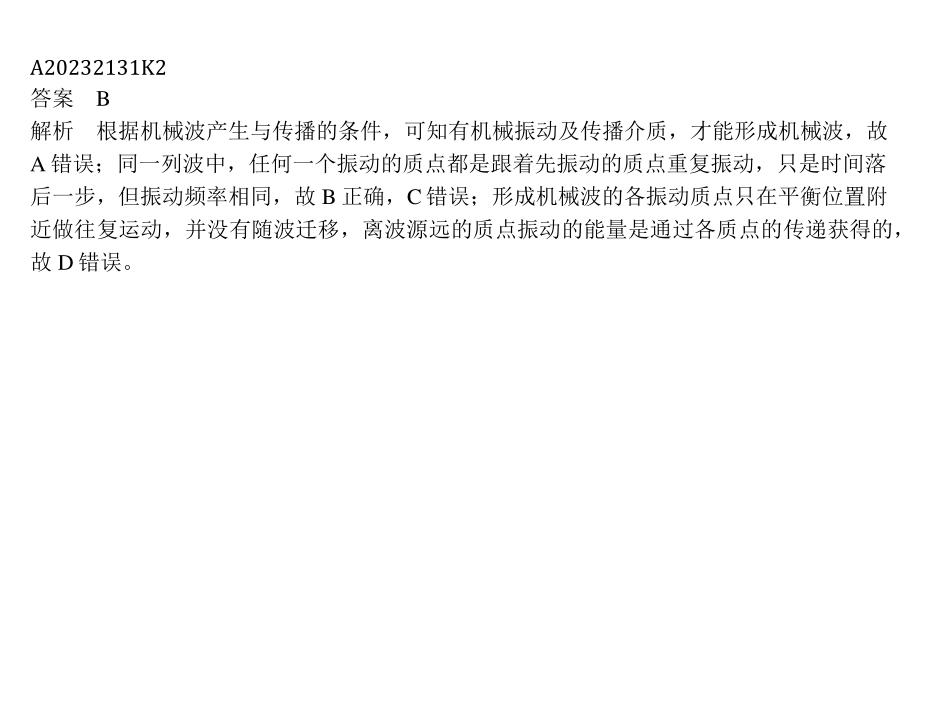 A20232131K2
答案 B
解析 根据机械波产生与传播的条件，可知有机械振动及传播介质，才能形成机械波，故
A 错误；同一列波中，任何一个振动的质点都是跟着先振动的质点重复振动，只是时间落
后一步，但振动频率相同，故 B 正确，C 错误；形成机械波的各振动质点只在平衡位置附
近做往复运动，并没有随波迁移，离波源远的质点振动的能量是通过各质点的传递获得的，
故 D 错误。